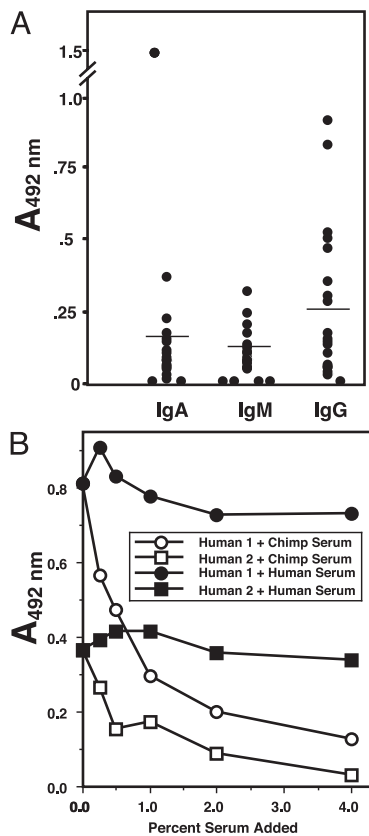 A
1.5
1.0
.75
.5
.25
0
A492 nm
IgA IgM IgG
B
0.8
0.6
0.4
0.2
0.0
A492 nm
Human 1 + Chimp Serum
Human 2 + Chimp Serum
Human 1 + Human Serum
Human 2 + Human Serum
0.0 1.0 2.0 3.0 4.0
Percent Serum Added